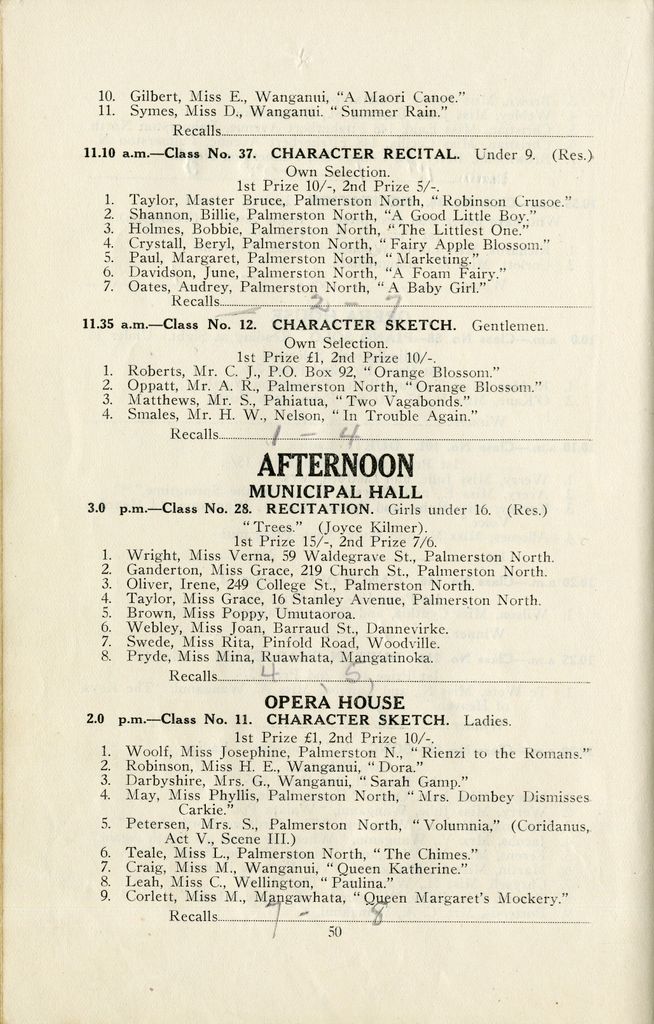 10. Gilbert, Miss E., Wanganui, "A Maori Canoe."
11. Symes, Miss D., Wanganui. "Summer Rain."
Recalls
11.10 a.m.—Class No. 37. CHARACTER RECITAL. Under 9. (Res.)
Own Selection.
1st Prize 10/-, 2nd Prize 5/-.
1. Taylor, Master Bruce, Palmerston North, "Robinson Crusoe."
2. Shannon, Billie, Palmerston North, "A Good Little Boy."
3. Holmes, Bobbie, Palmerston North, "The Littlest One."
4. Crystall, Beryl, Palmerston North, "Fairy Apple Blossom."
5. Paul, Margaret, Palmerston North, "Marketing."
6. Davidson, June, Palmerston North, "A Foam Fairy."
7. Oates, Audrey, Palmerston North, "A Baby Girl."
Recalls 2 - 7
11.35 a.m.—Class No. 12. CHARACTER SKETCH. Gentlemen.
Own Selection.
1st Prize £1, 2nd Prize 10/-.
1. Roberts, Mr. C. J., P.O. Box 92, "Orange Blossom."
2. Oppatt, Mr. A. R., Palmerston North, "Orange Blossom."
3. Matthews, Mr. S., Pahiatua, "Two Vagabonds."
4. Smales, Mr. H. W., Nelson, "In Trouble Again."
Recalls 1 - 4
AFTERNOON
MUNICIPAL HALL
3.0 p.m.—Class No. 28. RECITATION. Girls under 16. (Res.)
"Trees." (Joyce Kilmer).
1st Prize 15/-, 2nd Prize 7/6.
1. Wright, Miss Verna, 59 Waldegrave St., Palmerston North.
2. Ganderton, Miss Grace, 219 Church St., Palmerston North.
3. Oliver, Irene, 249 College St., Palmerston North.
4. Taylor, Miss Grace, 16 Stanley Avenue, Palmerston North.
5. Brown, Miss Poppy, Umutaoroa.
6. Webley, Miss Joan, Barraud St., Dannevirke.
7. Swede, Miss Rita, Pinfold Road, Woodville.
8. Pryde, Miss Mina, Ruawhata, Mangatinoka.
Recalls 4 5,
OPERA HOUSE
2.0 p.m.—Class No. 11. CHARACTER SKETCH. Ladies.
1st Prize £1, 2nd Prize 10/-.
1. Woolf, Miss Josephine, Palmerston N., "Rienzi to the Romans."
2. Robinson, Miss H. E., Wanganui, "Dora."
3. Darbyshire, Mrs. G., Wanganui, "Sarah Gamp."
4. May, Miss Phyllis, Palmerston North, "Mrs. Dombey Dismisses
Carkie."
5. Petersen, Mrs. S., Palmerston North, "Volumnia," (Coridanus,
Act V., Scene III.)
6. Teale, Miss L., Palmerston North, "The Chimes."
7. Craig, Miss M., Wanganui, "Queen Katherine."
8. Leah, Miss C., Wellington, "Paulina."
9. Corlett, Miss M., Mangawhata, "Queen Margaret's Mockery."
Recalls 7 - 8
50